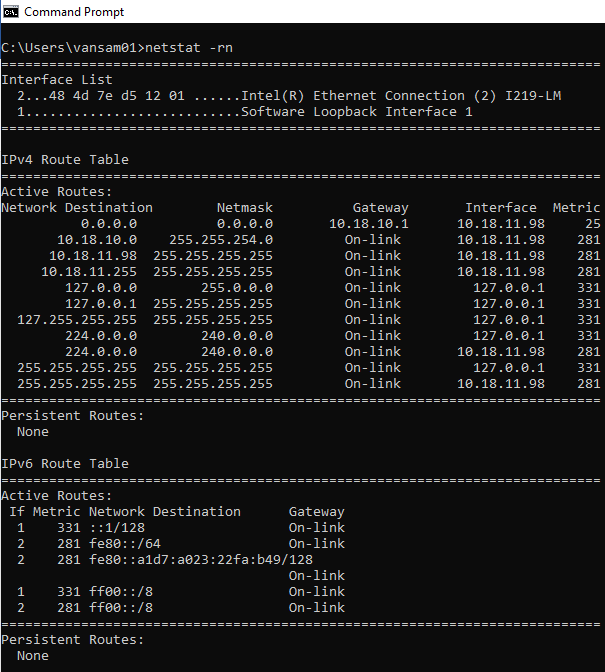 Command Prompt
C:\Users\vansam01>netstat -rn
===========================================================================
Interface List
  2...48 4d 7e d5 12 01 ......Intel(R) Ethernet Connection (2) I219-LM
  1...........................Software Loopback Interface 1
===========================================================================
IPv4 Route Table
===========================================================================
Active Routes:
Network Destination        Netmask          Gateway       Interface  Metric
          0.0.0.0          0.0.0.0       10.18.10.1      10.18.11.98     25
       10.18.10.0    255.255.254.0         On-link       10.18.11.98    281
      10.18.11.98  255.255.255.255         On-link       10.18.11.98    281
     10.18.11.255  255.255.255.255         On-link       10.18.11.98    281
        127.0.0.0        255.0.0.0         On-link         127.0.0.1    331
        127.0.0.1  255.255.255.255         On-link         127.0.0.1    331
  127.255.255.255  255.255.255.255         On-link         127.0.0.1    331
        224.0.0.0        240.0.0.0         On-link         127.0.0.1    331
        224.0.0.0        240.0.0.0         On-link       10.18.11.98    281
  255.255.255.255  255.255.255.255         On-link         127.0.0.1    331
  255.255.255.255  255.255.255.255         On-link       10.18.11.98    281
===========================================================================
Persistent Routes:
  None
IPv6 Route Table
===========================================================================
Active Routes:
 If Metric Network Destination      Gateway
  1    331 ::1/128                  On-link
  2    281 fe80::/64                On-link
  2    281 fe80::a1d7:a023:22fa:b49/128
                                    On-link
  1    331 ff00::/8                 On-link
  2    281 ff00::/8                 On-link
===========================================================================
Persistent Routes:
  None